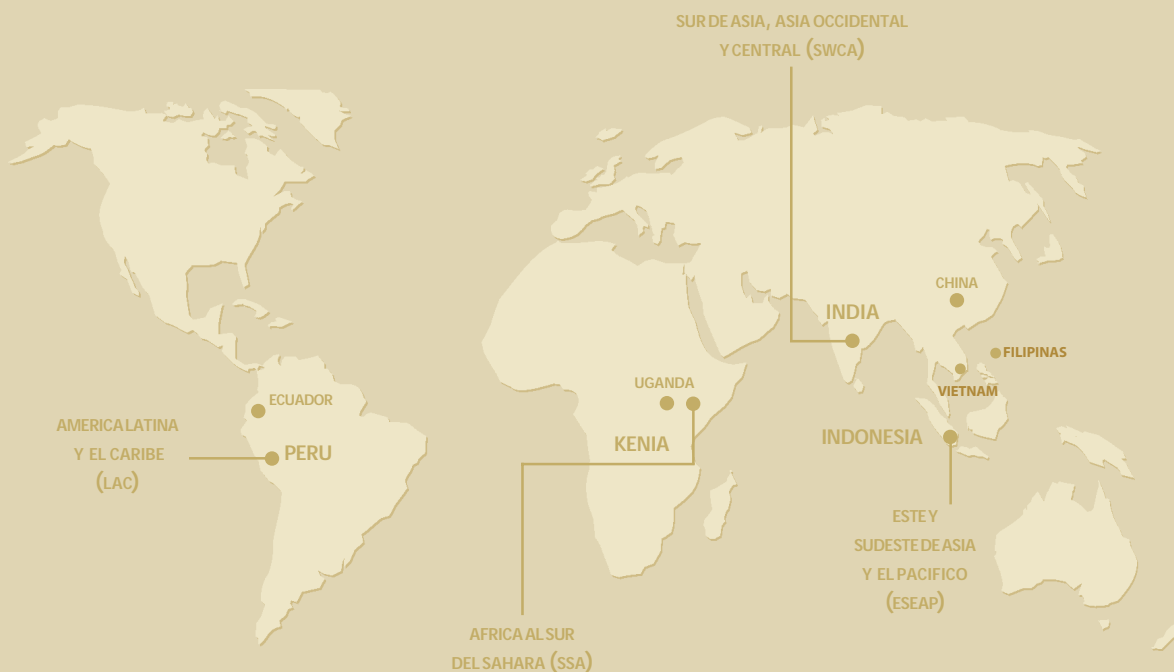 SUR DE ASIA, ASIA OCCIDENTAL
Y CENTRAL (SWCA)
CHINA
INDIA
FILIPINAS
VIETNAM
UGANDA
ECUADOR
AMERICA LATINA
Y EL CARIBE
(LAC)
PERU
KENIA
INDONESIA
ESTE Y
SUDESTE DE ASIA
Y EL PACIFICO
(ESEAP)
AFRICA AL SUR
DEL SAHARA (SSA)